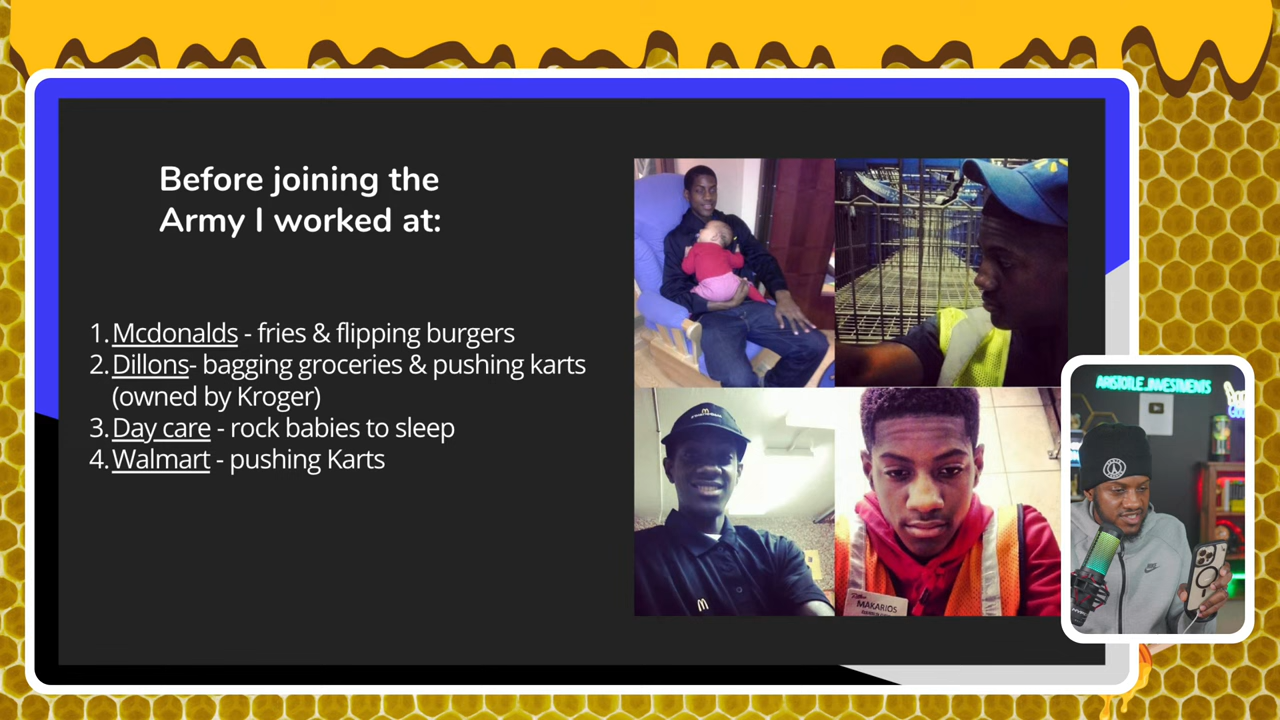 Before joining the
Army I worked at:
1. Mcdonalds - fries & flipping burgers
2. Dillons- bagging groceries & pushing karts
(owned by Kroger)
3. Day care - rock babies to sleep
4. Walmart - pushing Karts
MAKARIOS
ARISTOTLE_INVESTMENTS